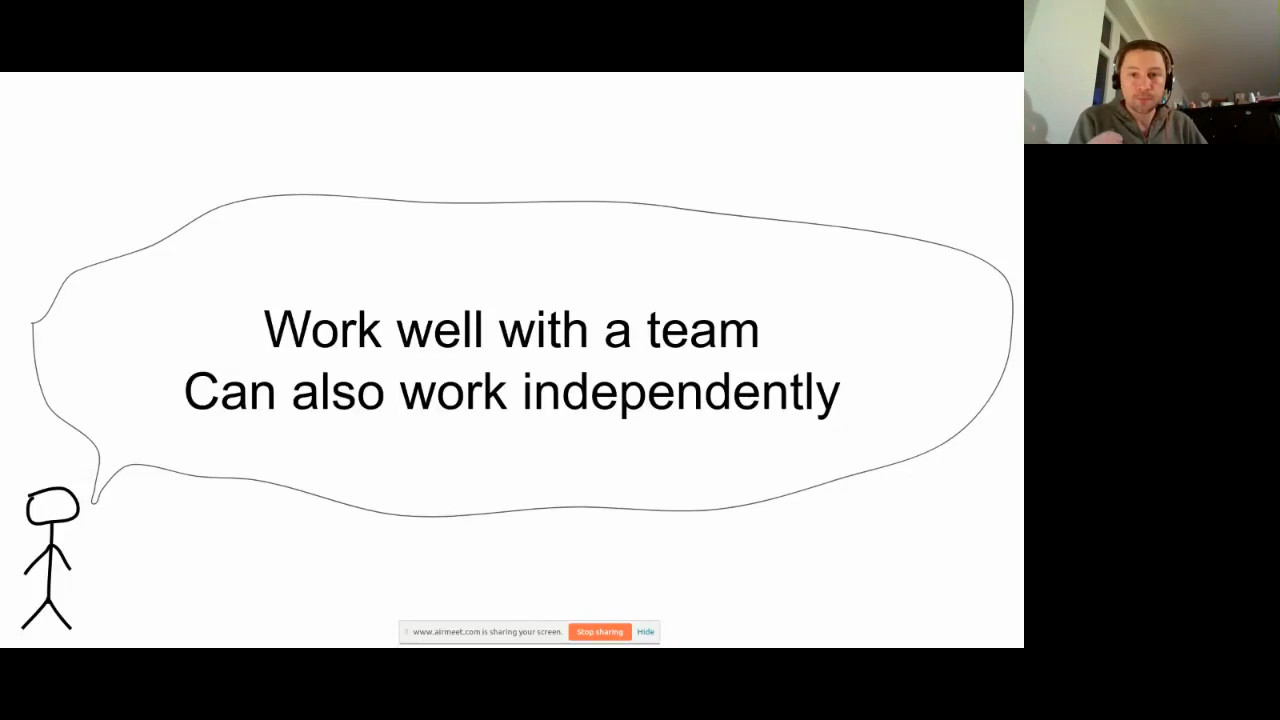 Work well with a team
Can also work independently
www.airmeet.com is sharing your screen. Stop sharing Hide